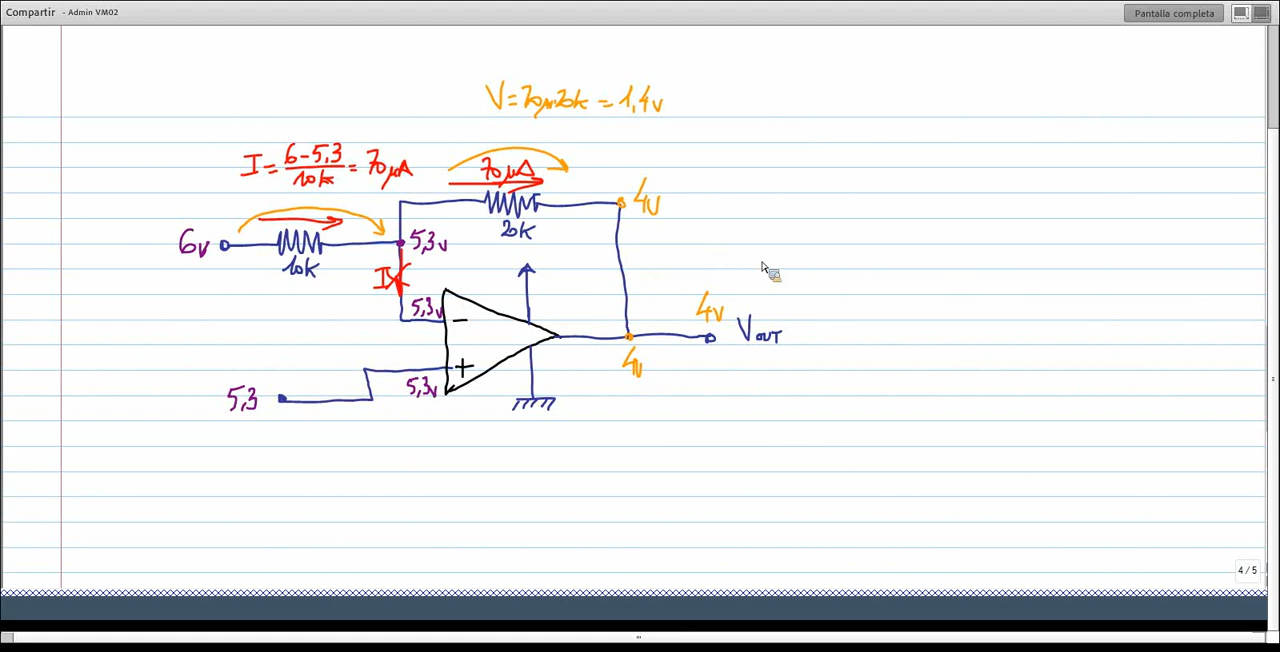 Compartir - Admin VM02
Pantalla completa
V=70µ·20k = 1,4V
I = 6-5,3 / 10k = 70µA
70µA
4V
20k
6V
5,3V
10k
I
5,3V
−
4V
VOUT
4V
+
5,3V
5,3
4 / 5